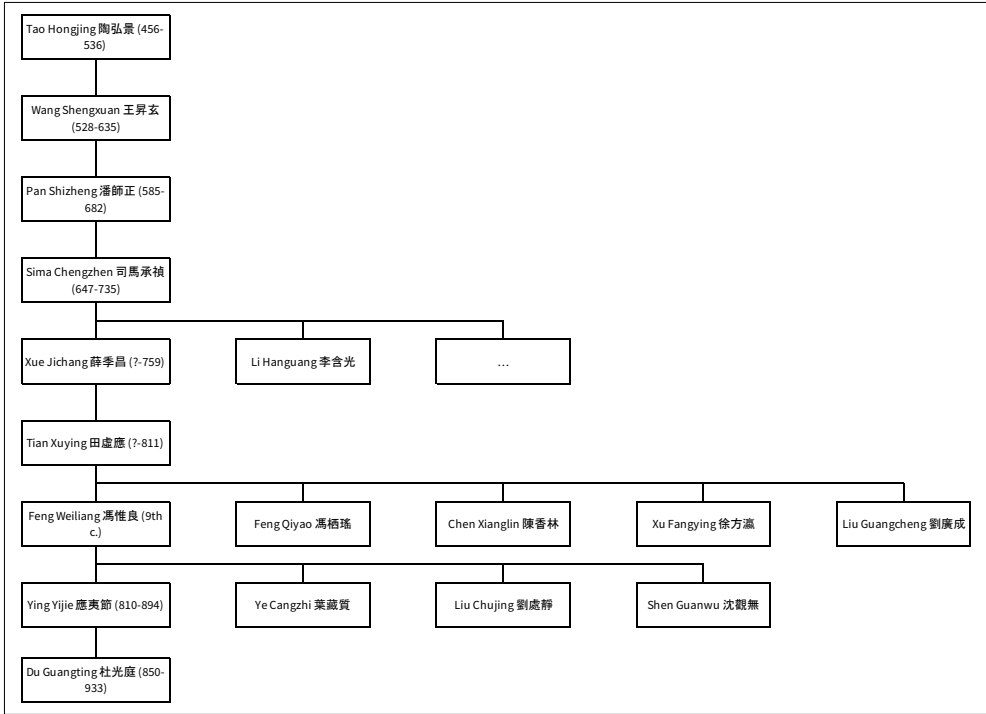 Tao Hongjing 陶弘景 (456-
536)
Wang Shengxuan 王昇玄
(528-635)
Pan Shizheng 潘師正 (585-
682)
Sima Chengzhen 司馬承禎
(647-735)
Xue Jichang 薛季昌 (?-759)
Li Hanguang 李含光
...
Tian Xuying 田虛應 (?-811)
Feng Weiliang 馮惟良 (9th
c.)
Feng Qiyao 馮栖瑤
Chen Xianglin 陳香林
Xu Fangying 徐方瀛
Liu Guangcheng 劉廣成
Ying Yijie 應夷節 (810-894)
Ye Cangzhi 葉藏質
Liu Chujing 劉處靜
Shen Guanwu 沈觀無
Du Guangting 杜光庭 (850-
933)